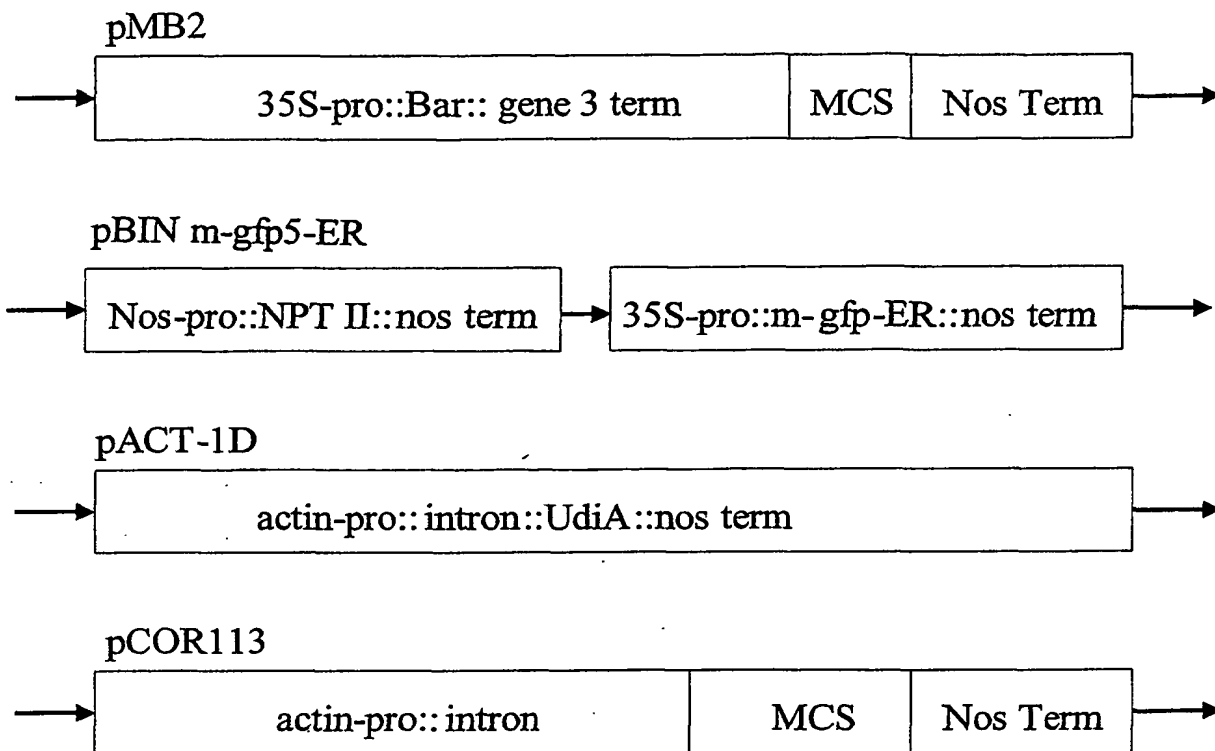 pMB2
35S-pro::Bar:: gene 3 term MCS Nos Term
pBIN m-gfp5-ER
Nos-pro::NPT II::nos term 35S-pro::m-gfp-ER::nos term
pACT-1D
actin-pro::intron::UdiA::nos term
pCOR113
actin-pro::intron MCS Nos Term